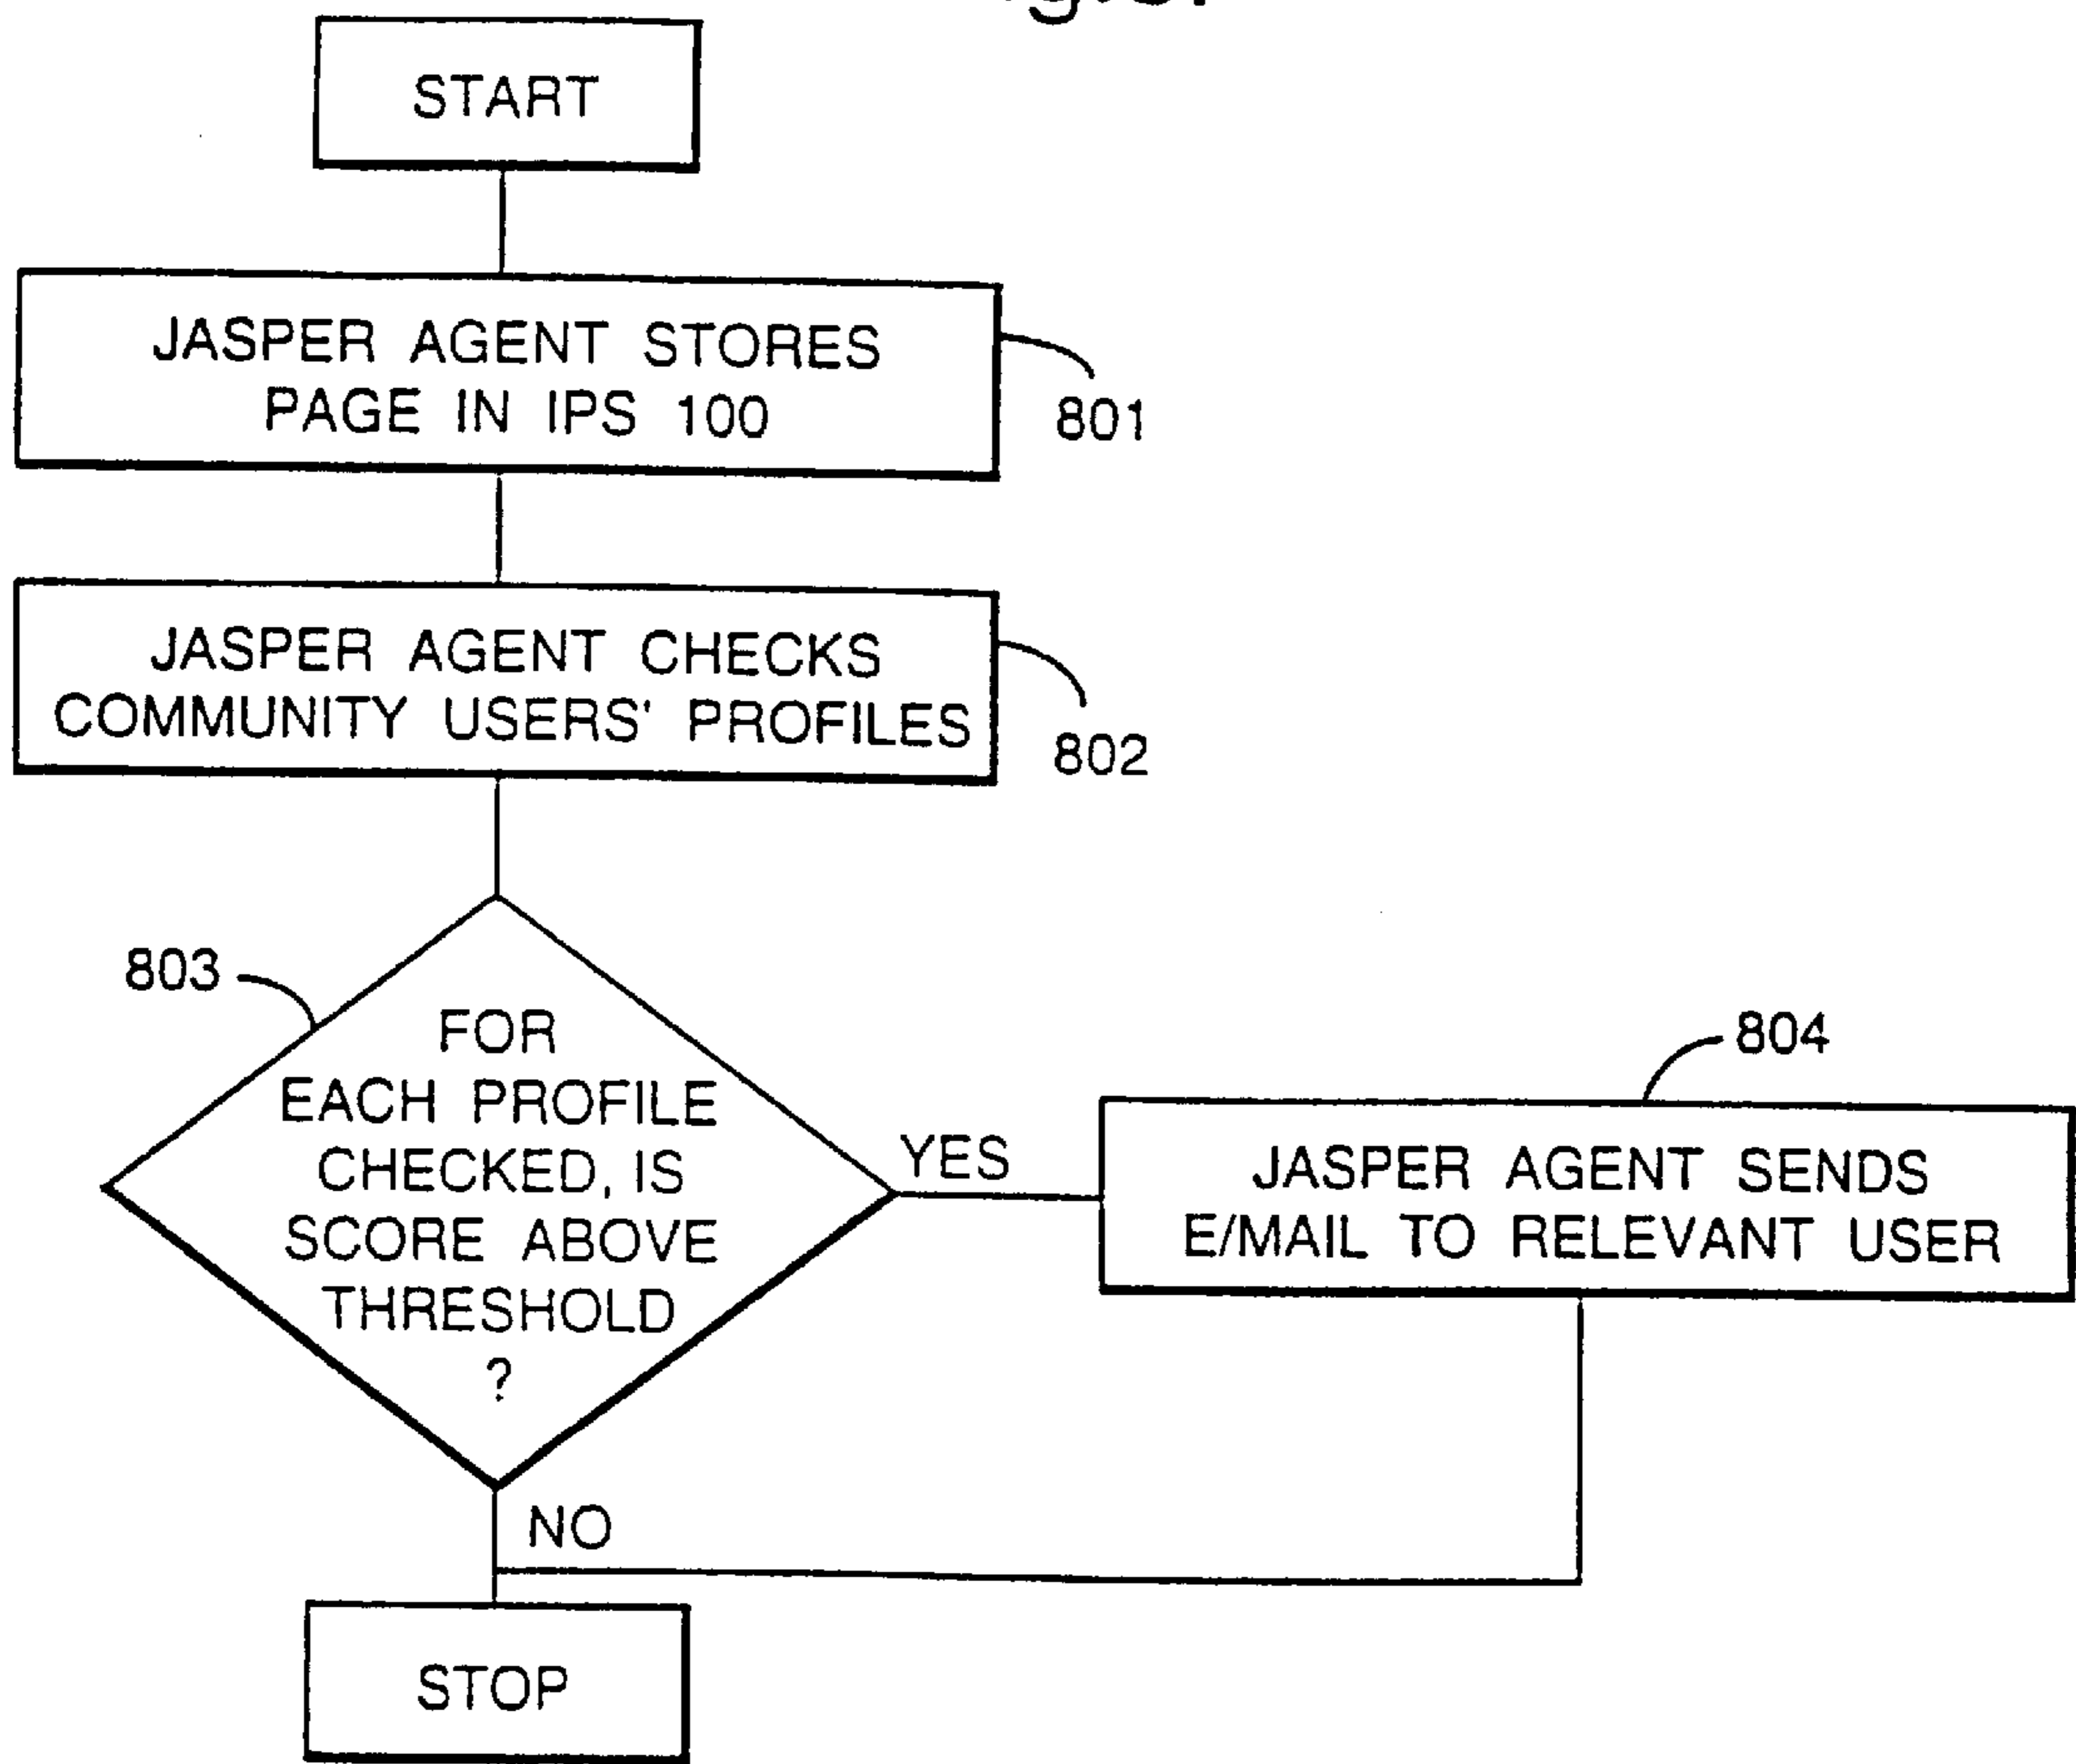 START
JASPER AGENT STORES
PAGE IN IPS 100
801
JASPER AGENT CHECKS
COMMUNITY USERS' PROFILES
802
803
FOR
EACH PROFILE
CHECKED, IS
SCORE ABOVE
THRESHOLD
?
YES
804
JASPER AGENT SENDS
E/MAIL TO RELEVANT USER
NO
STOP